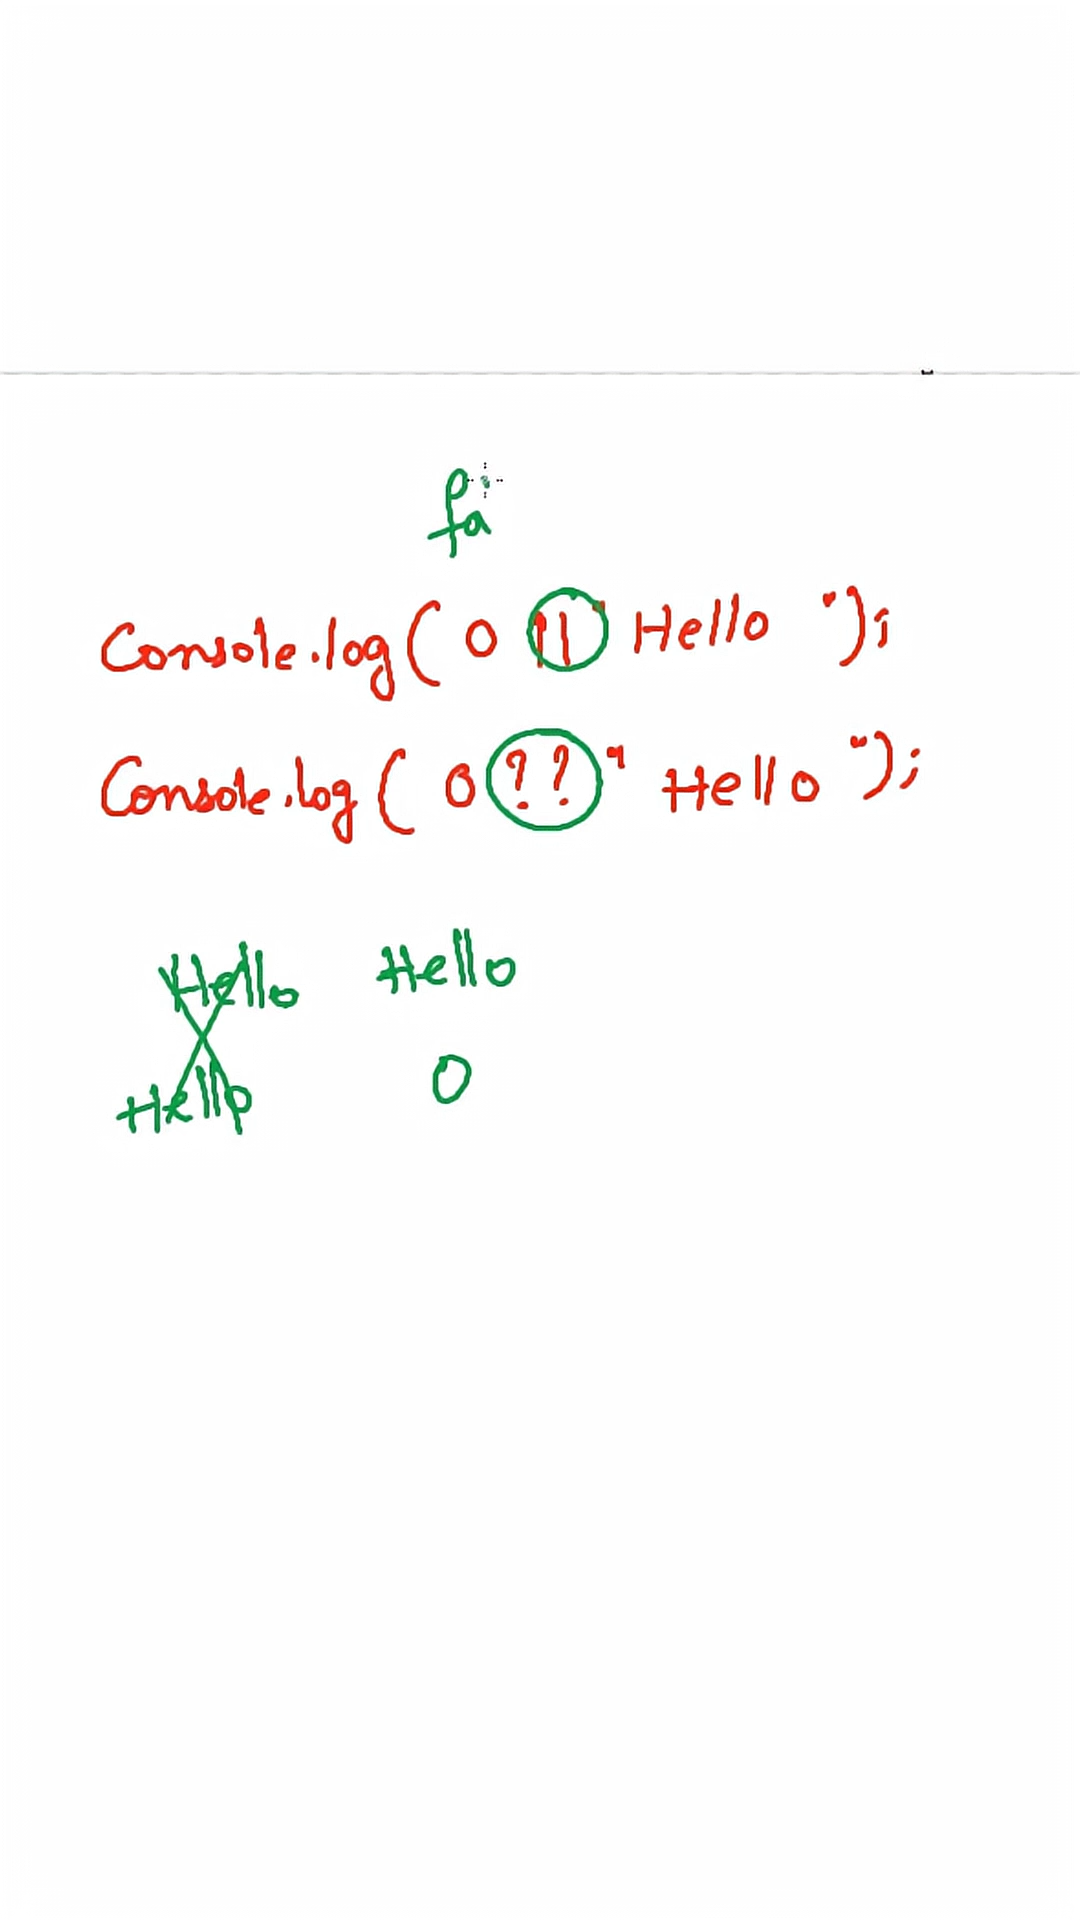 fa
Console.log( 0 || "Hello ");
Console.log( 0 ?? " Hello ");
Hello Hello
Hello 0